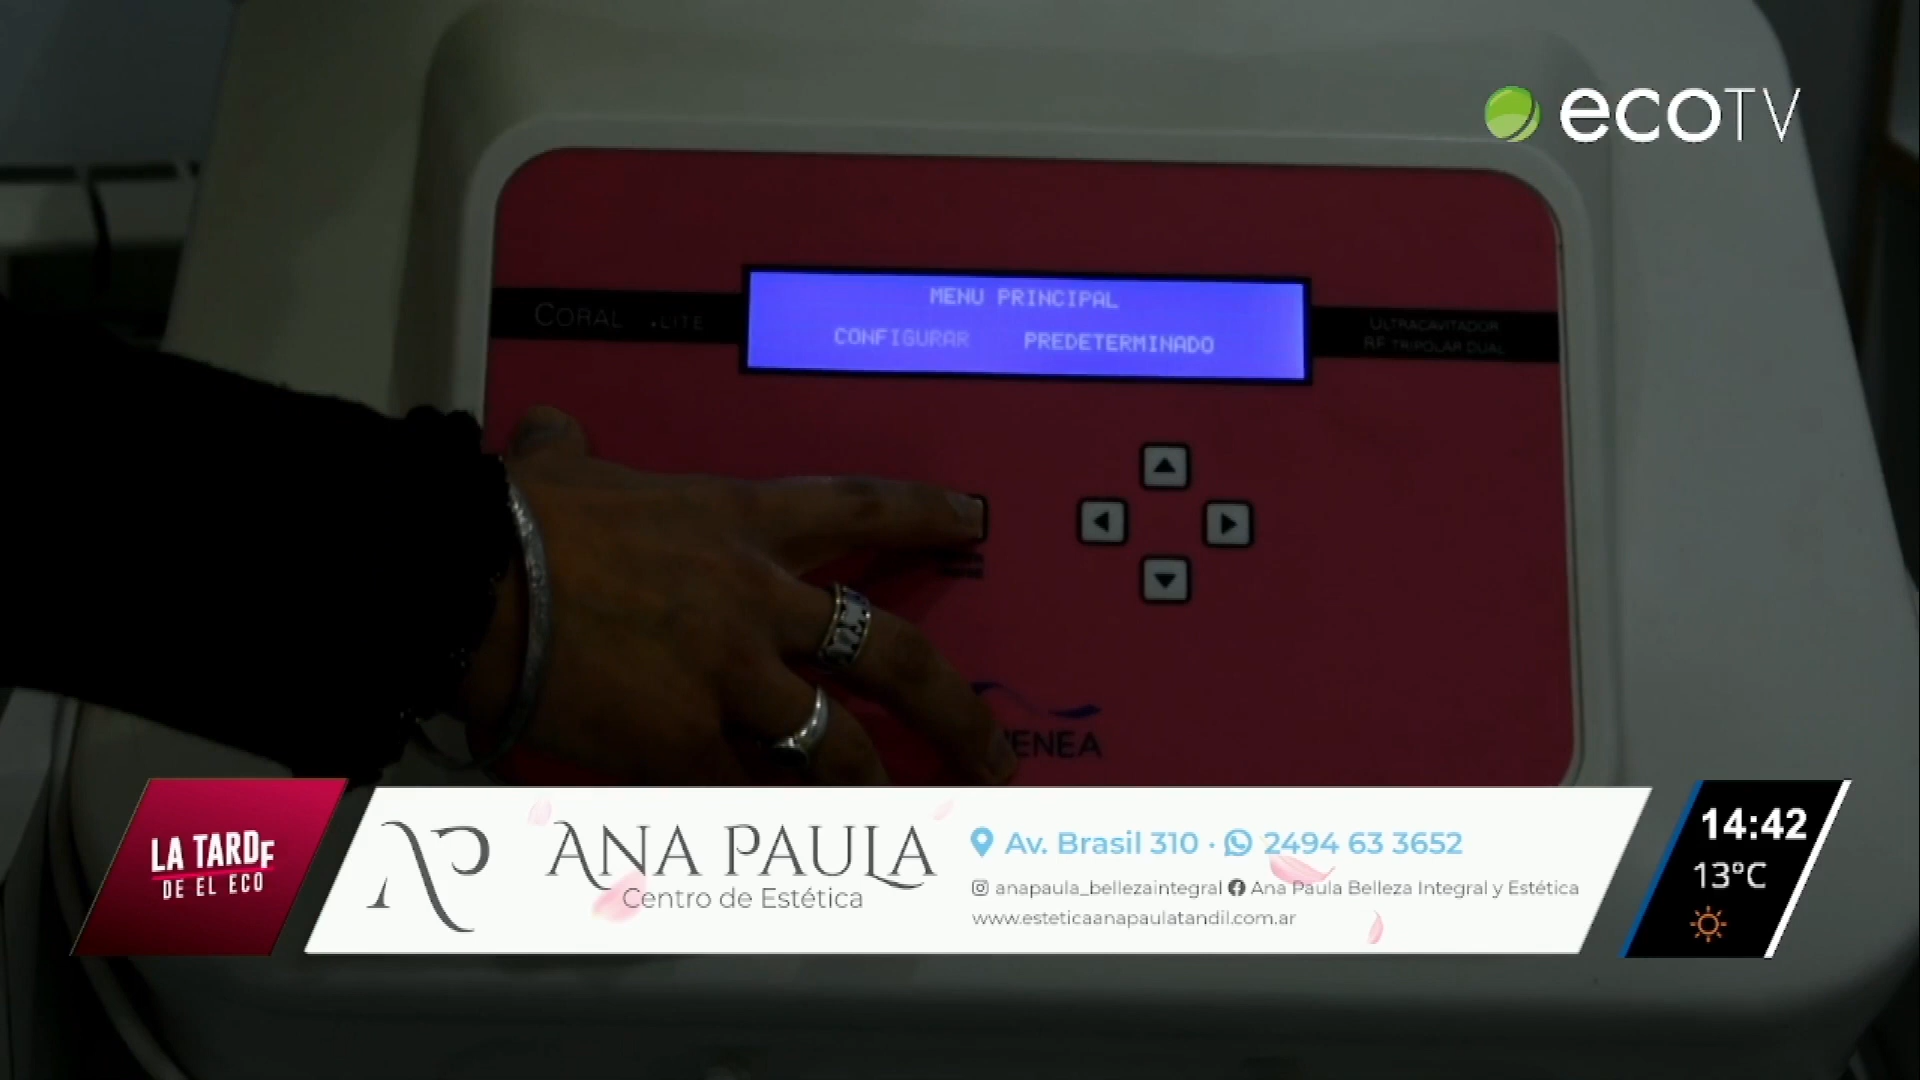 ecoTV
MENU PRINCIPAL
CONFIGURAR PREDETERMINADO
CORAL .LITE
ULTRACAVITADOR
RF TRIPOLAR DUAL
LA TARDE
DE EL ECO
ANA PAULA
Centro de Estética
Av. Brasil 310 · 2494 63 3652
anapaula_bellezaintegral Ana Paula Belleza Integral y Estética
www.esteticaanapaulatandil.com.ar
14:42
13°C